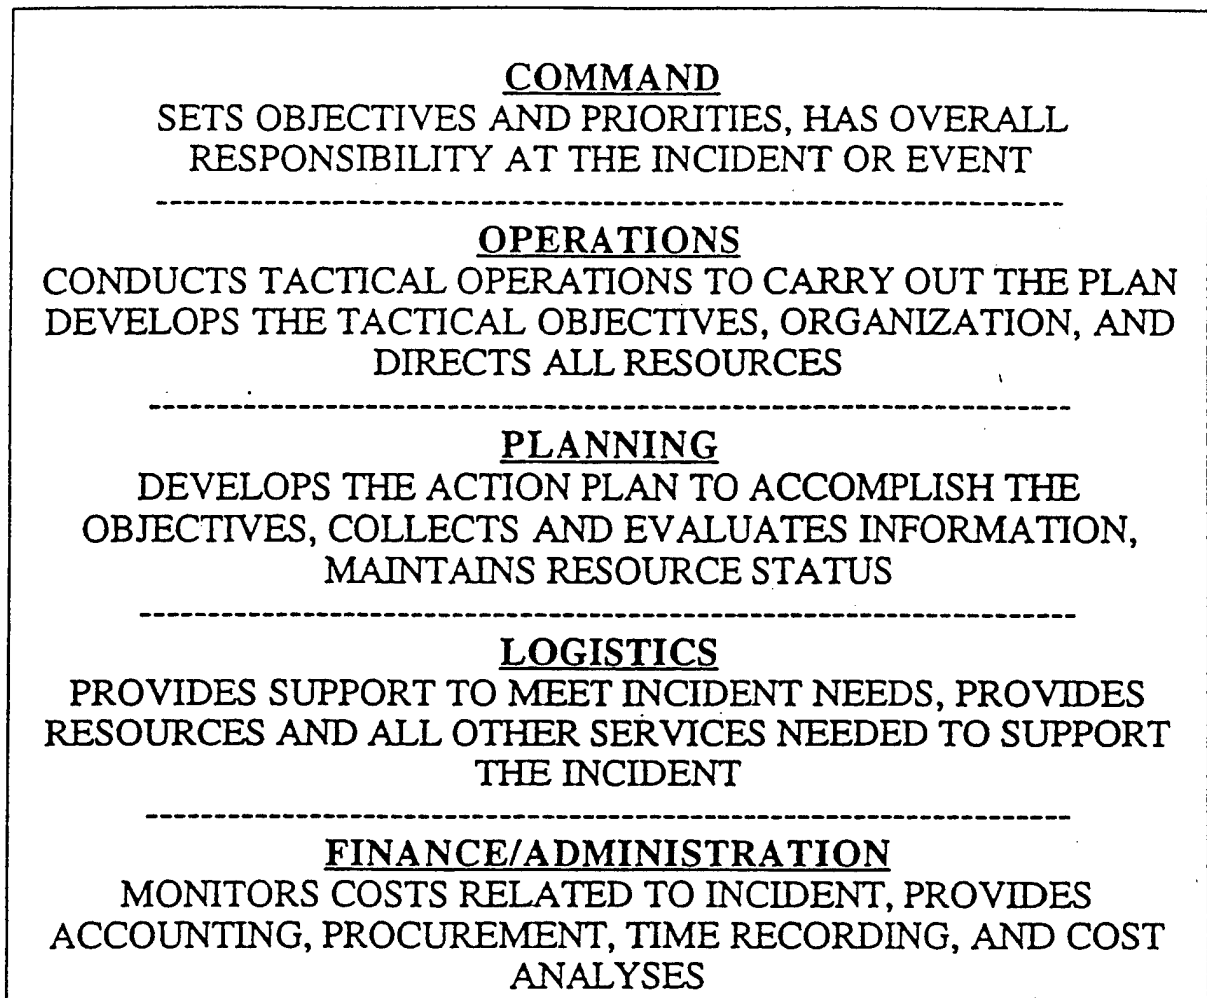 COMMAND
SETS OBJECTIVES AND PRIORITIES, HAS OVERALL
RESPONSIBILITY AT THE INCIDENT OR EVENT
OPERATIONS
CONDUCTS TACTICAL OPERATIONS TO CARRY OUT THE PLAN
DEVELOPS THE TACTICAL OBJECTIVES, ORGANIZATION, AND
DIRECTS ALL RESOURCES
PLANNING
DEVELOPS THE ACTION PLAN TO ACCOMPLISH THE
OBJECTIVES, COLLECTS AND EVALUATES INFORMATION,
MAINTAINS RESOURCE STATUS
LOGISTICS
PROVIDES SUPPORT TO MEET INCIDENT NEEDS, PROVIDES
RESOURCES AND ALL OTHER SERVICES NEEDED TO SUPPORT
THE INCIDENT
FINANCE/ADMINISTRATION
MONITORS COSTS RELATED TO INCIDENT, PROVIDES
ACCOUNTING, PROCUREMENT, TIME RECORDING, AND COST
ANALYSES